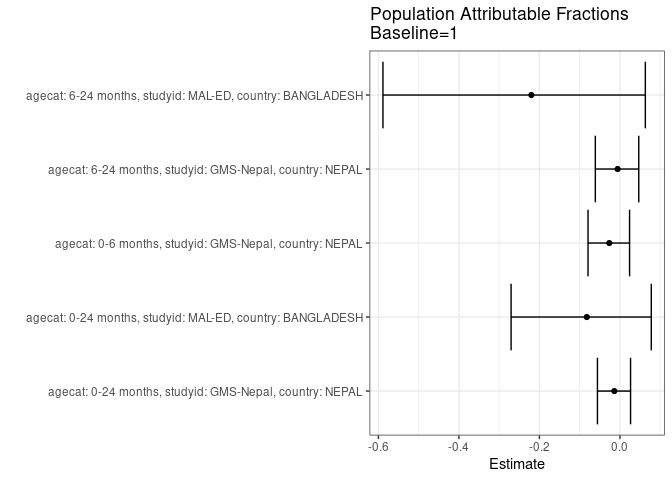 Population Attributable Fractions
Baseline=1
agecat: 6-24 months, studyid: MAL-ED, country: BANGLADESH
agecat: 6-24 months, studyid: GMS-Nepal, country: NEPAL
agecat: 0-6 months, studyid: GMS-Nepal, country: NEPAL
agecat: 0-24 months, studyid: MAL-ED, country: BANGLADESH
agecat: 0-24 months, studyid: GMS-Nepal, country: NEPAL
-0.6 -0.4 -0.2 0.0
Estimate